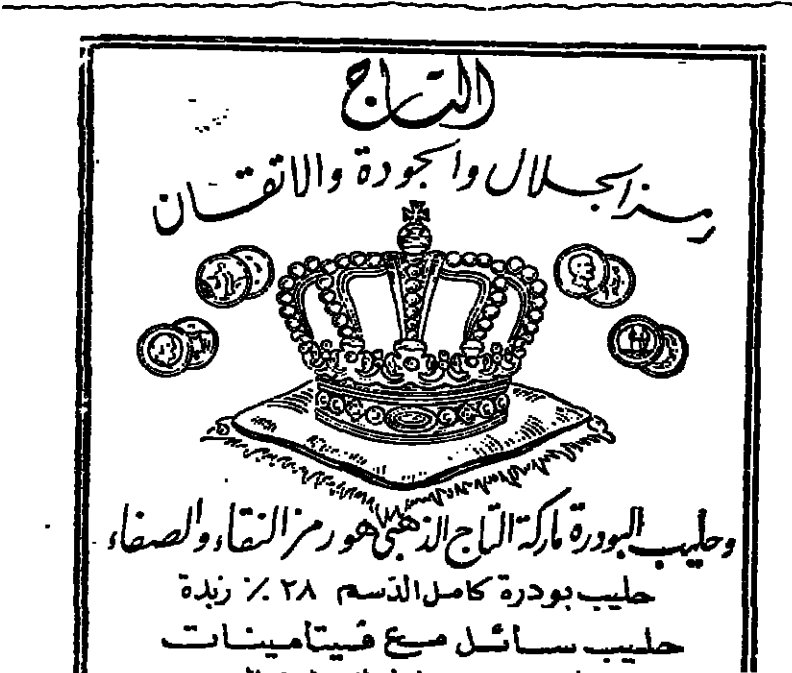 التاج
رمز الجلال والجودة والاتقان
وحليب البودرة ماركة التاج الذهبي هو رمز النقاء والصفاء
حليب بودرة كامل الدسم ٢٨ ٪ زبدة
حليب سائل مع فيتامينات